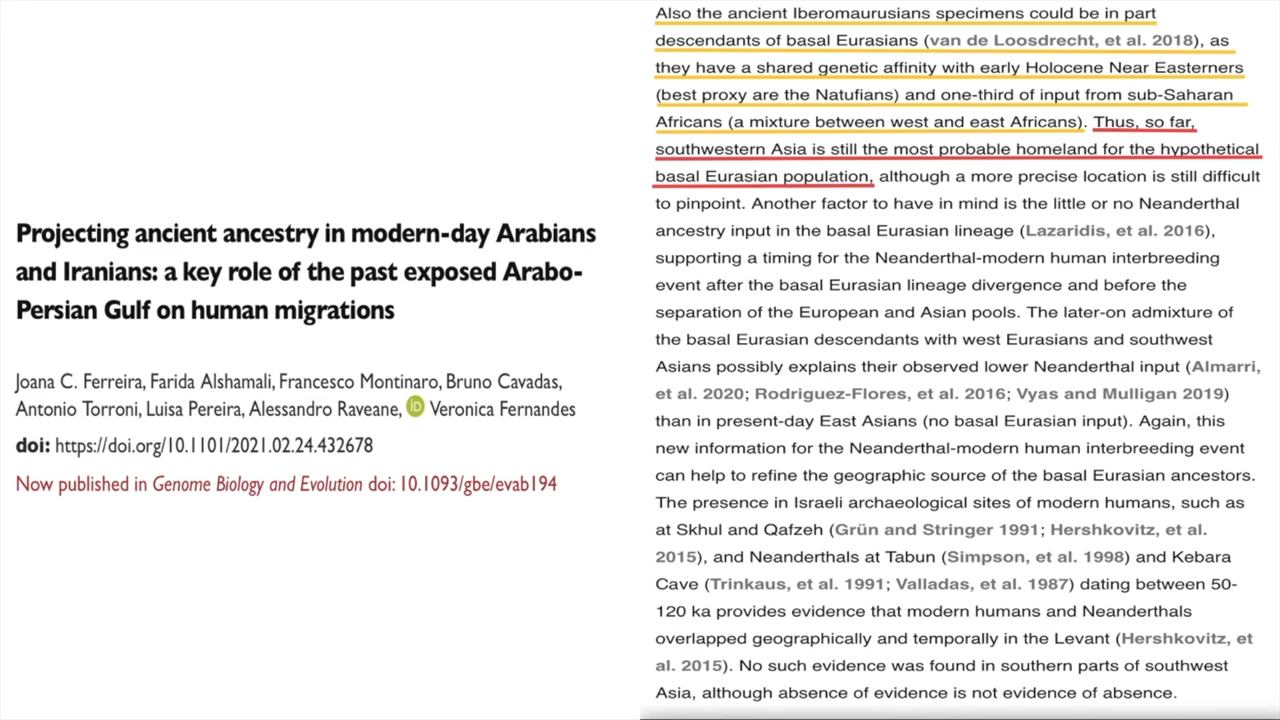 Projecting ancient ancestry in modern-day Arabians
and Iranians: a key role of the past exposed Arabo-
Persian Gulf on human migrations
Joana C. Ferreira, Farida Alshamali, Francesco Montinaro, Bruno Cavadas,
Antonio Torroni, Luisa Pereira, Alessandro Raveane, iD Veronica Fernandes
doi: https://doi.org/10.1101/2021.02.24.432678
Now published in Genome Biology and Evolution doi: 10.1093/gbe/evab194
Also the ancient Iberomaurusians specimens could be in part
descendants of basal Eurasians (van de Loosdrecht, et al. 2018), as
they have a shared genetic affinity with early Holocene Near Easterners
(best proxy are the Natufians) and one-third of input from sub-Saharan
Africans (a mixture between west and east Africans). Thus, so far,
southwestern Asia is still the most probable homeland for the hypothetical
basal Eurasian population, although a more precise location is still difficult
to pinpoint. Another factor to have in mind is the little or no Neanderthal
ancestry input in the basal Eurasian lineage (Lazaridis, et al. 2016),
supporting a timing for the Neanderthal-modern human interbreeding
event after the basal Eurasian lineage divergence and before the
separation of the European and Asian pools. The later-on admixture of
the basal Eurasian descendants with west Eurasians and southwest
Asians possibly explains their observed lower Neanderthal input (Almarri,
et al. 2020; Rodriguez-Flores, et al. 2016; Vyas and Mulligan 2019)
than in present-day East Asians (no basal Eurasian input). Again, this
new information for the Neanderthal-modern human interbreeding event
can help to refine the geographic source of the basal Eurasian ancestors.
The presence in Israeli archaeological sites of modern humans, such as
at Skhul and Qafzeh (Grün and Stringer 1991; Hershkovitz, et al.
2015), and Neanderthals at Tabun (Simpson, et al. 1998) and Kebara
Cave (Trinkaus, et al. 1991; Valladas, et al. 1987) dating between 50-
120 ka provides evidence that modern humans and Neanderthals
overlapped geographically and temporally in the Levant (Hershkovitz, et
al. 2015). No such evidence was found in southern parts of southwest
Asia, although absence of evidence is not evidence of absence.